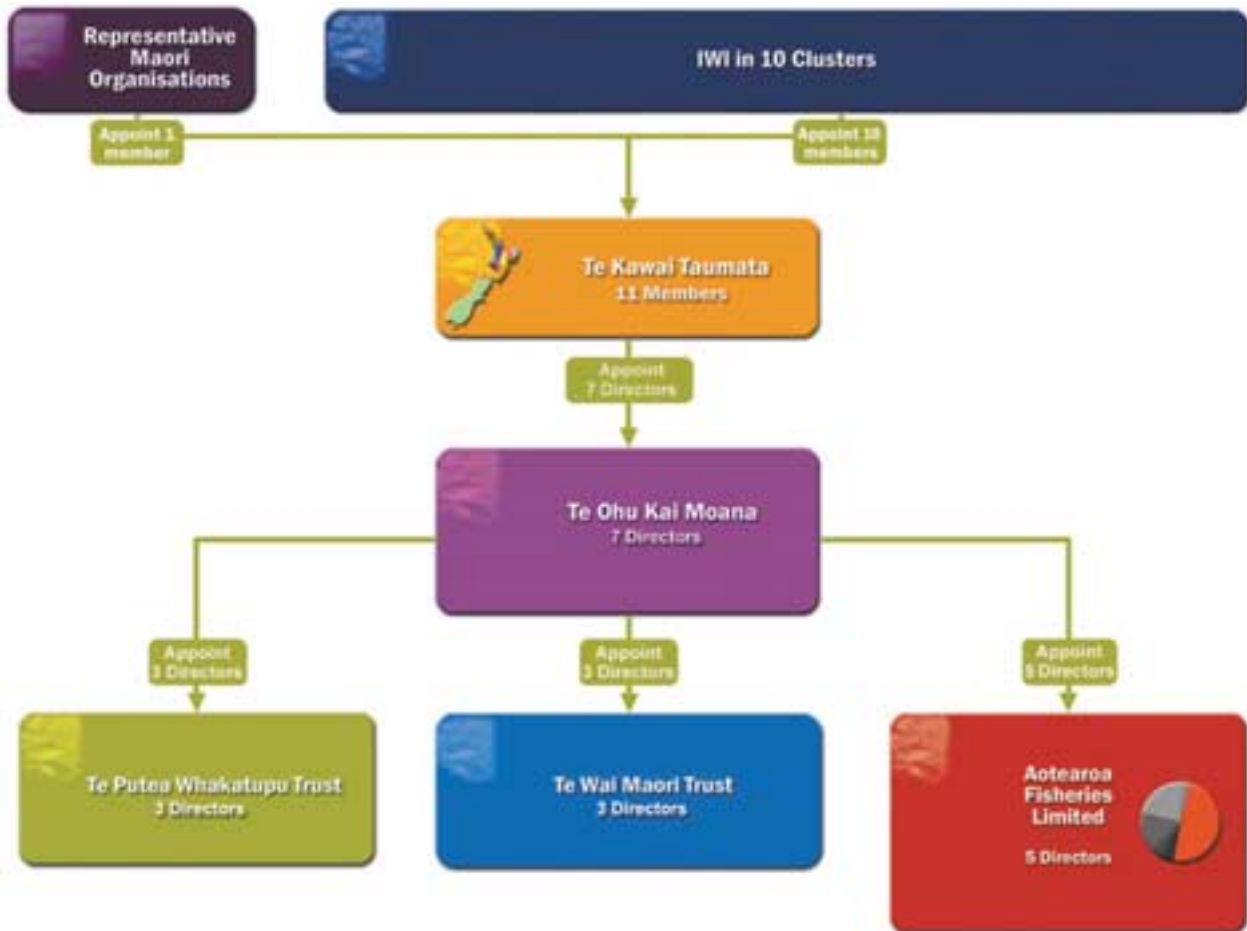 Representative
Maori
Organisations
IWI in 10 Clusters
Appoint 1
member
Appoint 10
members
Te Kawai Taumata
11 Members
Appoint
7 Directors
Te Ohu Kai Moana
7 Directors
Appoint
3 Directors
Appoint
3 Directors
Appoint
5 Directors
Te Putea Whakatupu Trust
3 Directors
Te Wai Maori Trust
3 Directors
Aotearoa
Fisheries
Limited
5 Directors